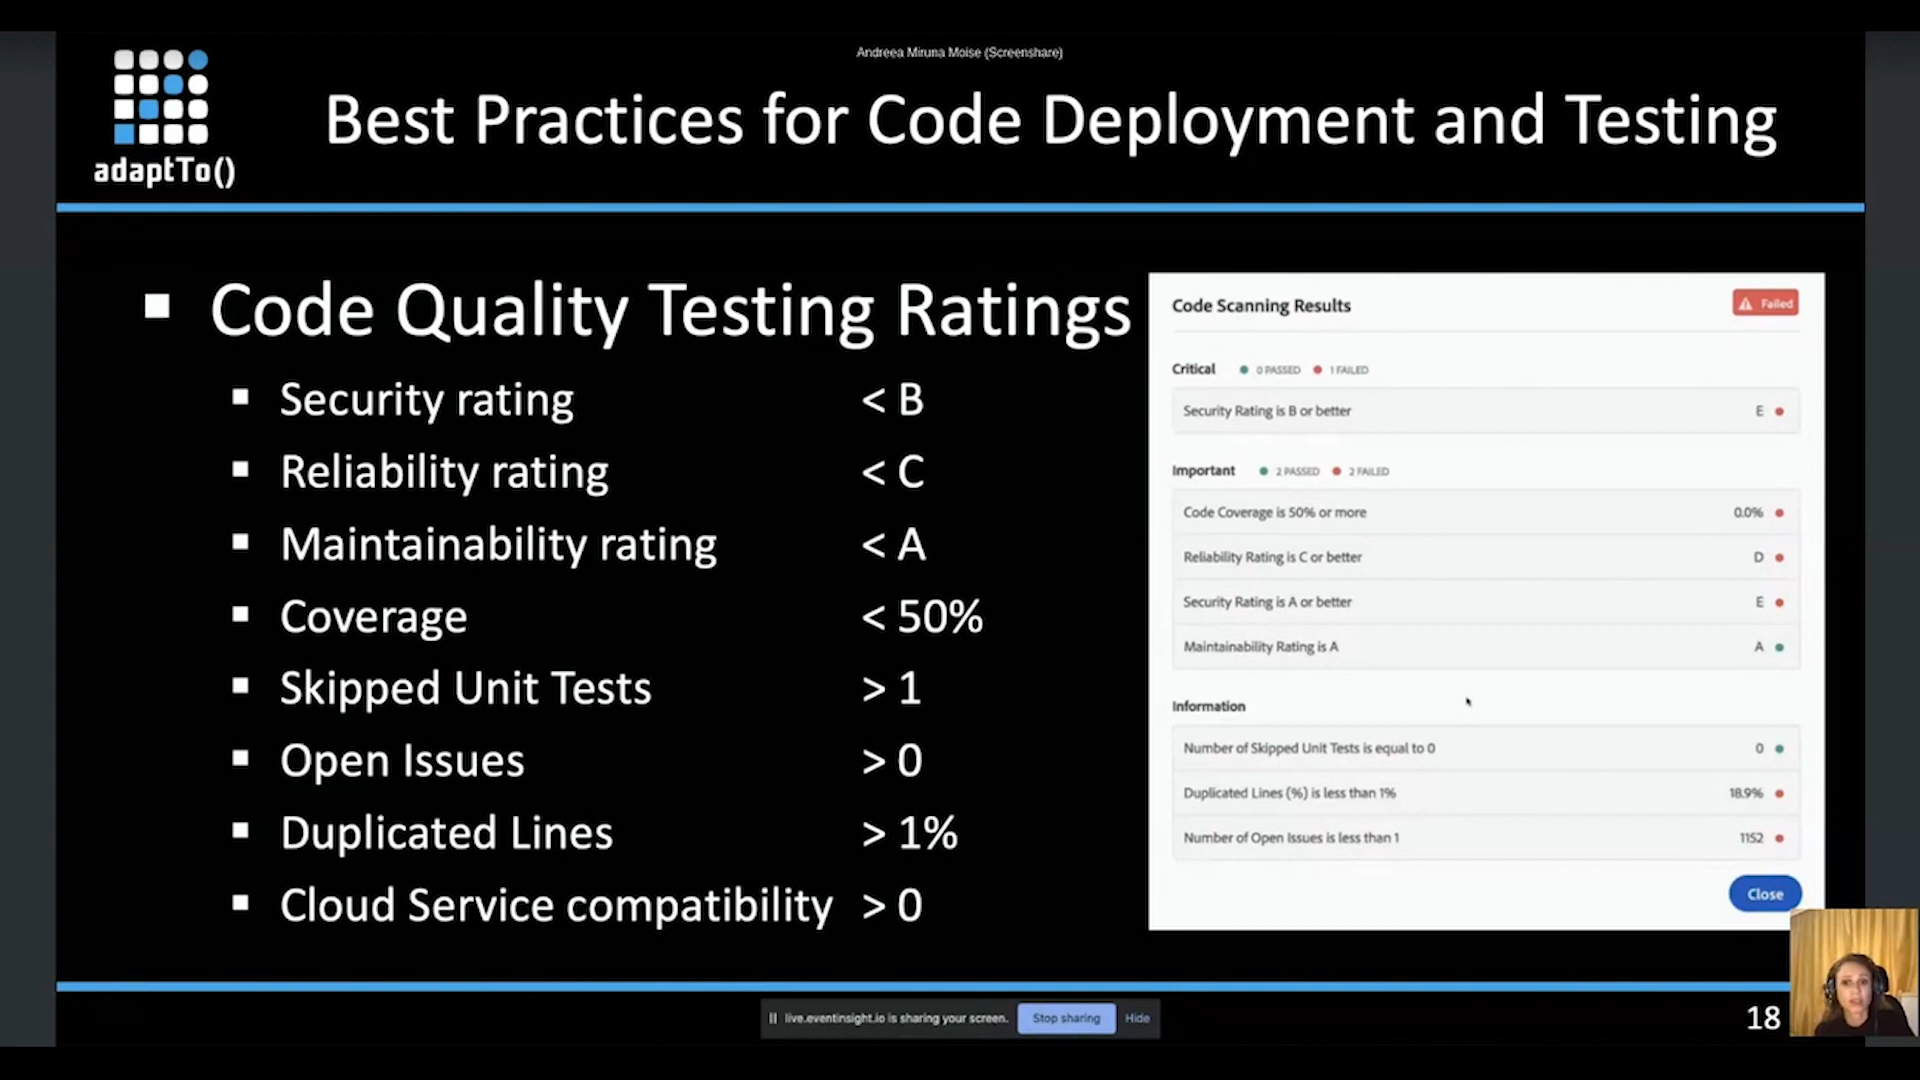 Andreea Miruna Moise (Screenshare)
adaptTo()
Best Practices for Code Deployment and Testing
Code Quality Testing Ratings
Security rating < B
Reliability rating < C
Maintainability rating < A
Coverage < 50%
Skipped Unit Tests > 1
Open Issues > 0
Duplicated Lines > 1%
Cloud Service compatibility > 0
Code Scanning Results Failed
Critical 0 PASSED 1 FAILED
Security Rating is B or better E
Important 2 PASSED 2 FAILED
Code Coverage is 50% or more 0.0%
Reliability Rating is C or better D
Security Rating is A or better E
Maintainability Rating is A A
Information
Number of Skipped Unit Tests is equal to 0 0
Duplicated Lines (%) is less than 1% 18.9%
Number of Open Issues is less than 1 1152
Close
live.eventinsight.io is sharing your screen. Stop sharing Hide
18